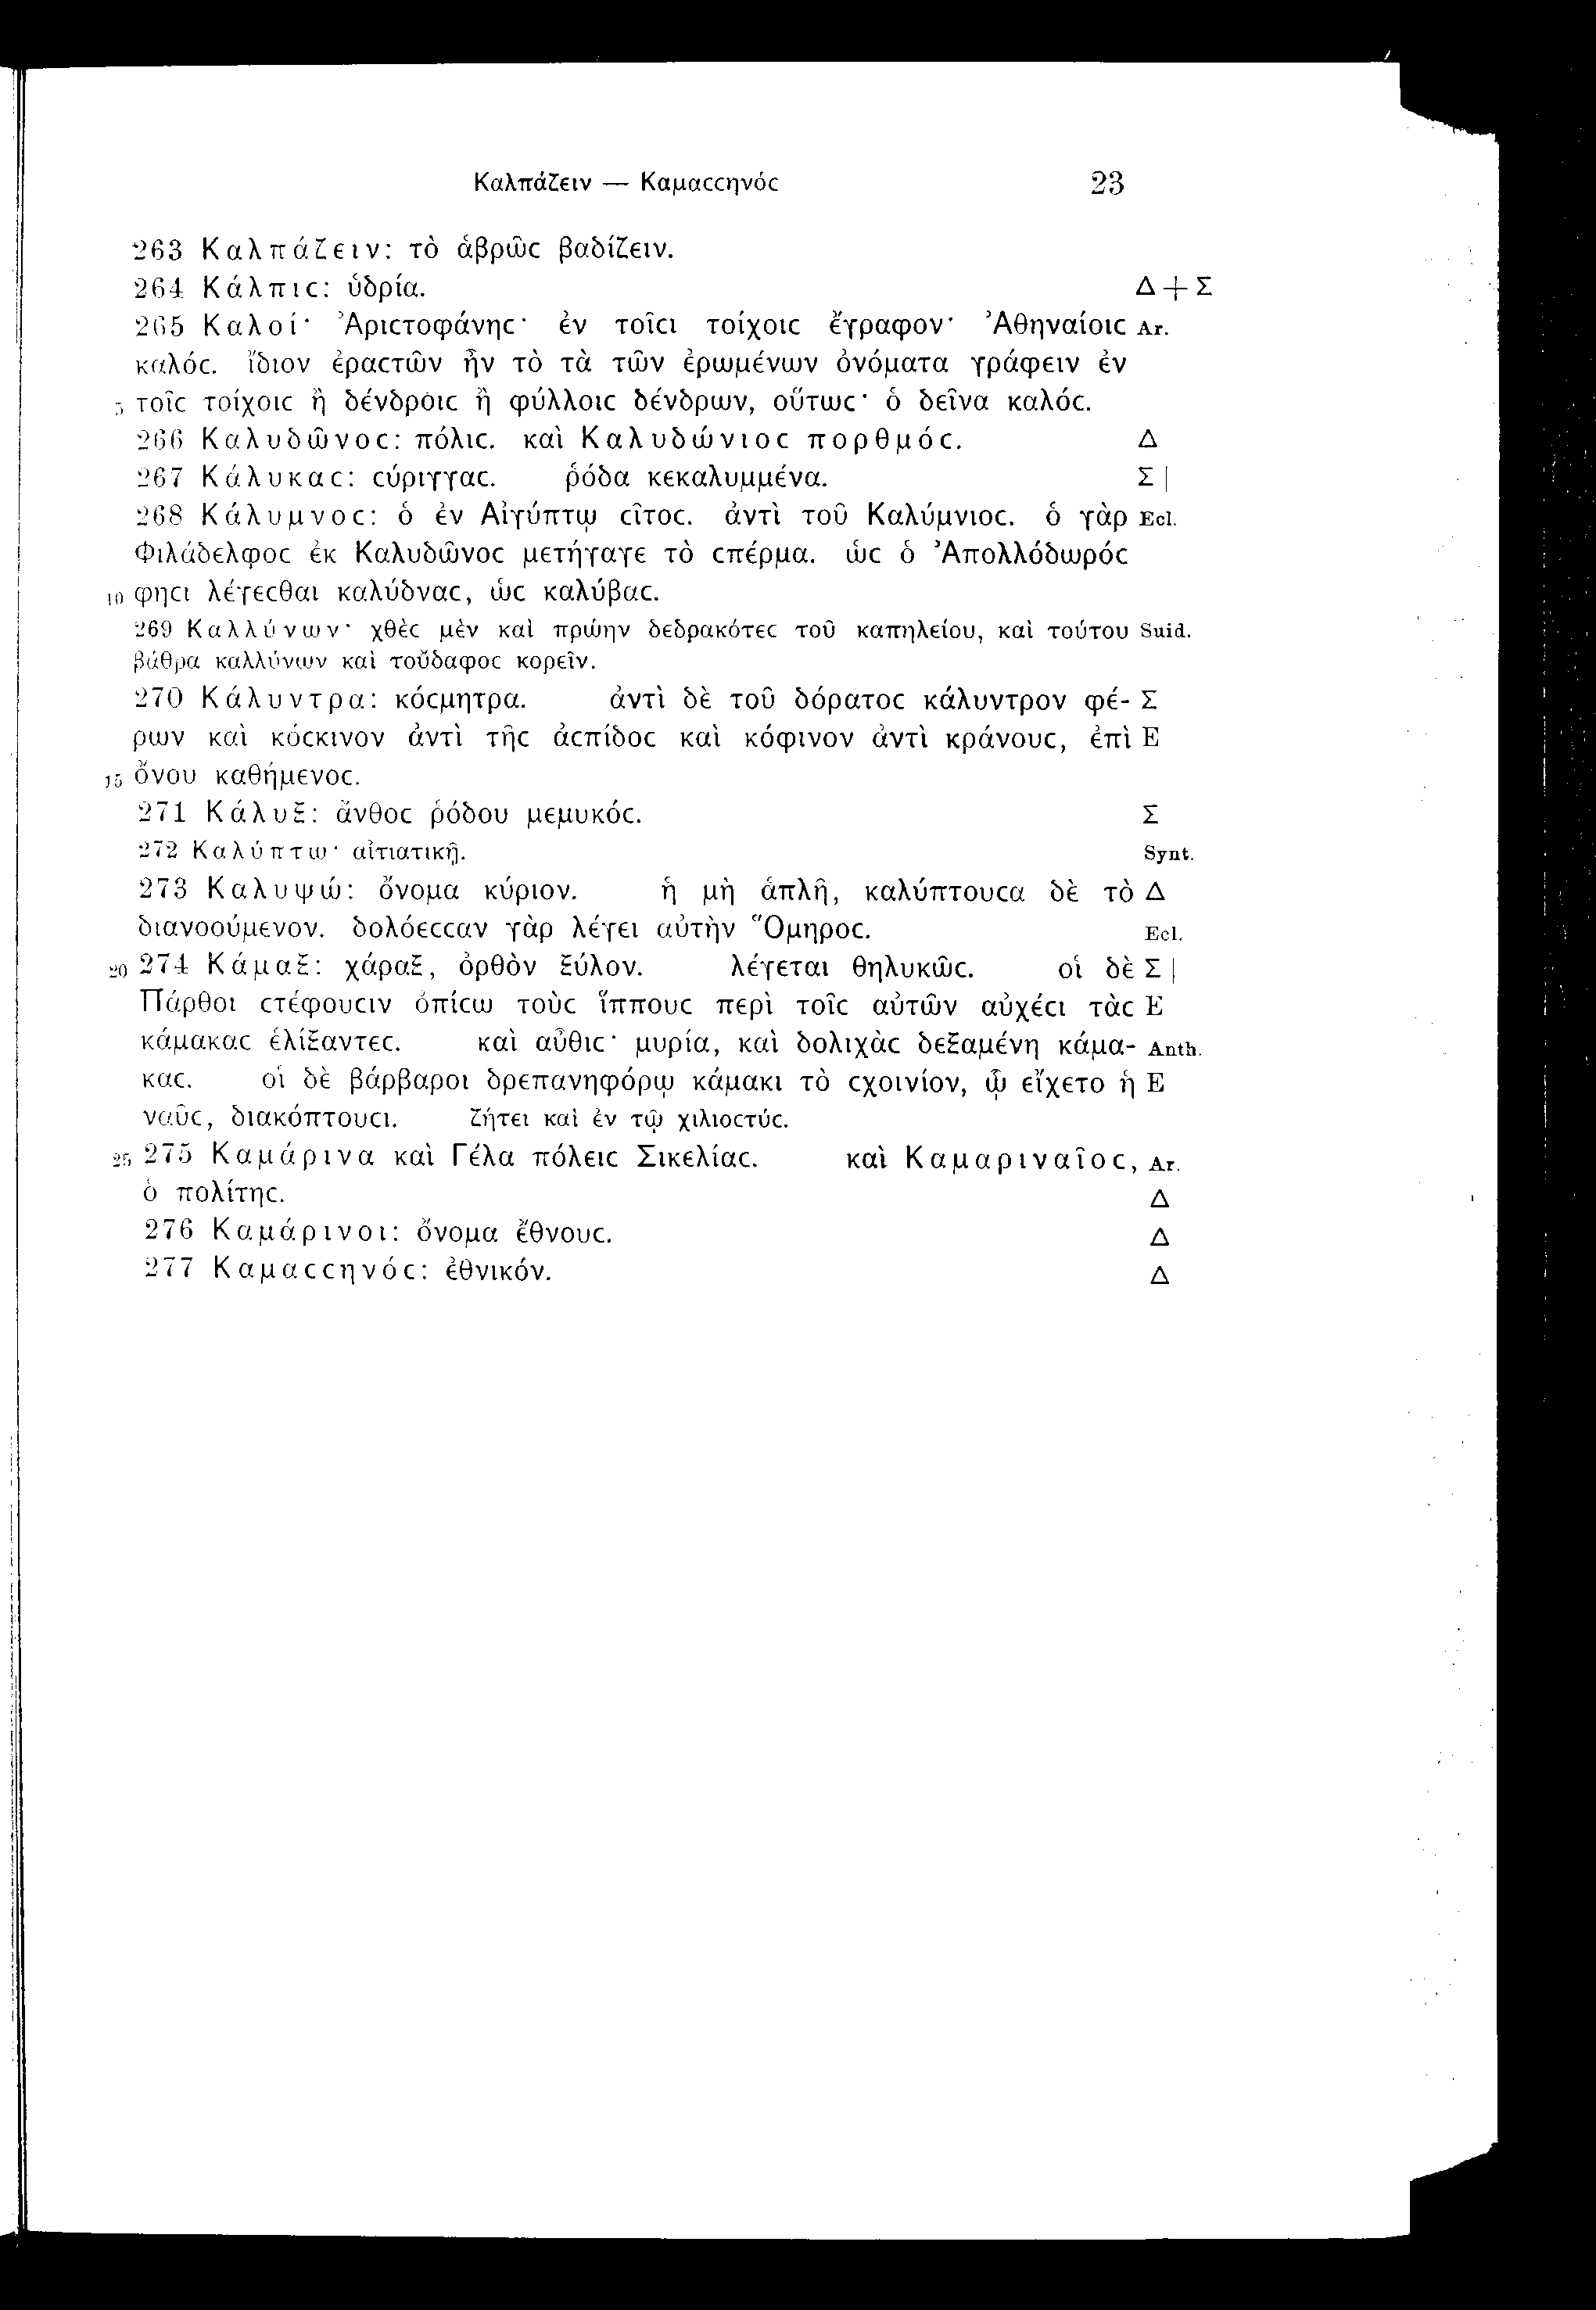 Καλπάζειν — Καμαϲϲηνόϲ 23
263 Καλπάζειν: τὸ ἁβρῶϲ βαδίζειν.
264 Κάλπιϲ: ὑδρία. Δ+Σ
265 Καλοί· Ἀριϲτοφάνηϲ· ἐν τοῖϲι τοίχοιϲ ἔγραφον· Ἀθηναίοιϲ Ar.
καλόϲ. ἴδιον ἐραϲτῶν ἦν τὸ τὰ τῶν ἐρωμένων ὀνόματα γράφειν ἐν
5 τοῖϲ τοίχοιϲ ἢ δένδροιϲ ἢ φύλλοιϲ δένδρων, οὕτωϲ· ὁ δεῖνα καλόϲ.
266 Καλυδῶνοϲ: πόλιϲ. καὶ Καλυδώνιοϲ πορθμόϲ. Δ
267 Κάλυκαϲ: ϲύριγγαϲ. ῥόδα κεκαλυμμένα. Σ |
268 Κάλυμνοϲ: ὁ ἐν Αἰγύπτῳ ϲῖτοϲ. ἀντὶ τοῦ Καλύμνιοϲ. ὁ γὰρ Ecl.
Φιλάδελφοϲ ἐκ Καλυδῶνοϲ μετήγαγε τὸ ϲπέρμα. ὡϲ ὁ Ἀπολλόδωρόϲ
10 φηϲι λέγεϲθαι καλύδναϲ, ὡϲ καλύβαϲ.
269 Καλλύνων· χθὲϲ μὲν καὶ πρώην δεδρακότεϲ τοῦ καπηλείου, καὶ τούτου Suid.
βάθρα καλλύνων καὶ τοὔδαφοϲ κορεῖν.
270 Κάλυντρα: κόϲμητρα. ἀντὶ δὲ τοῦ δόρατοϲ κάλυντρον φέ- Σ
ρων καὶ κόϲκινον ἀντὶ τῆϲ ἀϲπίδοϲ καὶ κόφινον ἀντὶ κράνουϲ, ἐπὶ E
15 ὄνου καθήμενοϲ.
271 Κάλυξ: ἄνθοϲ ῥόδου μεμυκόϲ. Σ
272 Καλύπτω· αἰτιατικῇ. Synt.
273 Καλυψώ: ὄνομα κύριον. ἡ μὴ ἁπλῆ, καλύπτουϲα δὲ τὸ Δ
διανοούμενον. δολόεϲϲαν γὰρ λέγει αὐτὴν Ὅμηροϲ. Ecl.
20 274 Κάμαξ: χάραξ, ὀρθὸν ξύλον. λέγεται θηλυκῶϲ. οἱ δὲ Σ |
Πάρθοι ϲτέφουϲιν ὀπίϲω τοὺϲ ἵππουϲ περὶ τοῖϲ αὐτῶν αὐχέϲι τὰϲ E
κάμακαϲ ἑλίξαντεϲ. καὶ αὖθιϲ· μυρία, καὶ δολιχὰϲ δεξαμένη κάμα- Anth.
καϲ. οἱ δὲ βάρβαροι δρεπανηφόρῳ κάμακι τὸ ϲχοινίον, ᾧ εἴχετο ἡ E
ναῦϲ, διακόπτουϲι. ζήτει καὶ ἐν τῷ χιλιοϲτύϲ.
25 275 Καμάρινα καὶ Γέλα πόλειϲ Σικελίαϲ. καὶ Καμαριναῖοϲ, Ar.
ὁ πολίτηϲ. Δ
276 Καμάρινοι: ὄνομα ἔθνουϲ. Δ
277 Καμαϲϲηνόϲ: ἐθνικόν. Δ